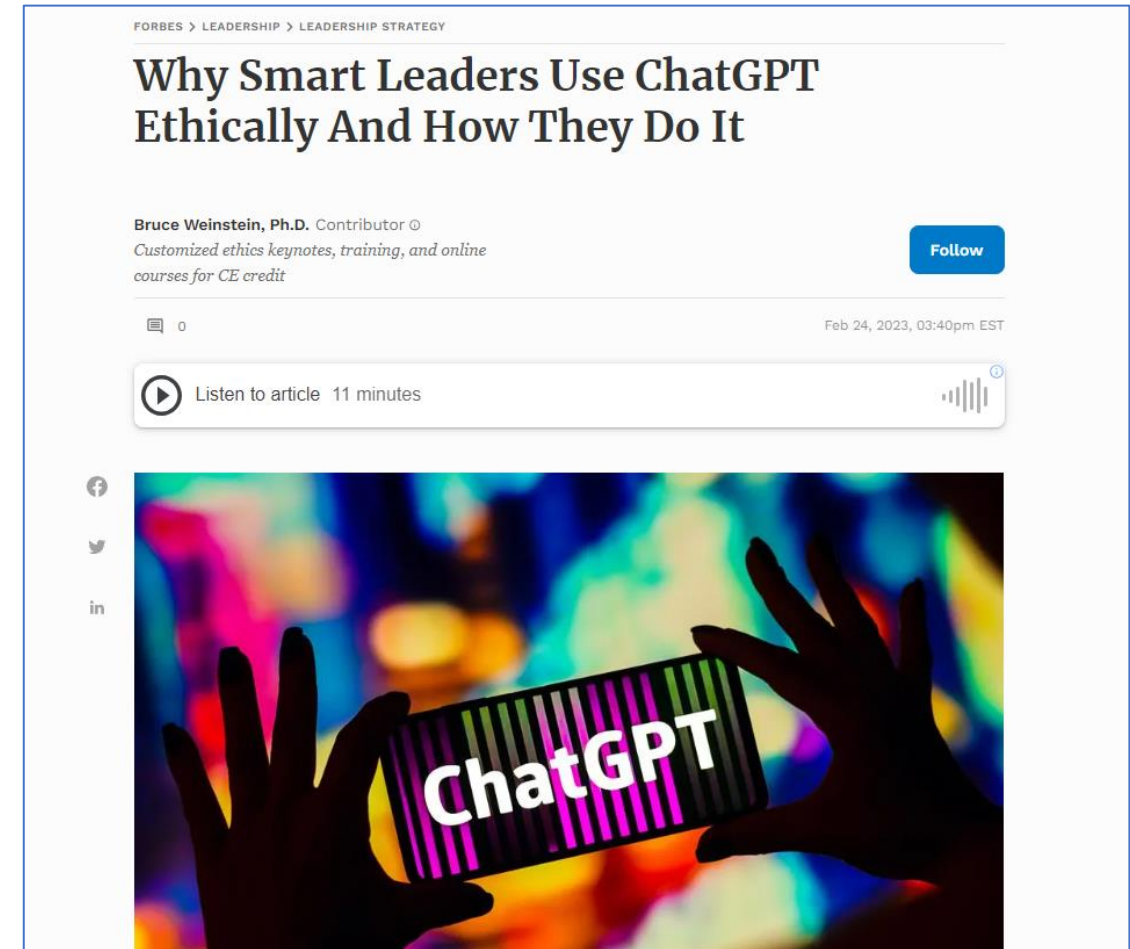 FORBES > LEADERSHIP > LEADERSHIP STRATEGY
Why Smart Leaders Use ChatGPT
Ethically And How They Do It
Bruce Weinstein, Ph.D. Contributor
Customized ethics keynotes, training, and online
courses for CE credit
Follow
0
Feb 24, 2023, 03:40pm EST
Listen to article 11 minutes
in
ChatGPT